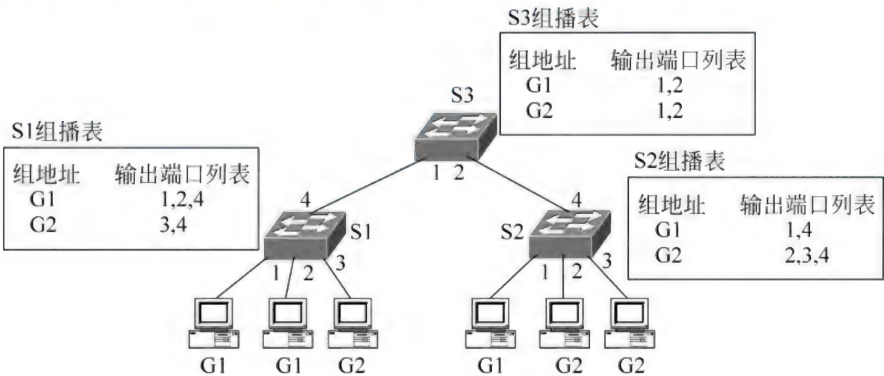 S3组播表
组地址 输出端口列表
G1 1,2
G2 1,2
S3
1 2
S1组播表
组地址 输出端口列表
G1 1,2,4
G2 3,4
S2组播表
组地址 输出端口列表
G1 1,4
G2 2,3,4
4
S1
1 2 3
4
S2
1 2 3
G1 G1 G2
G1 G2 G2